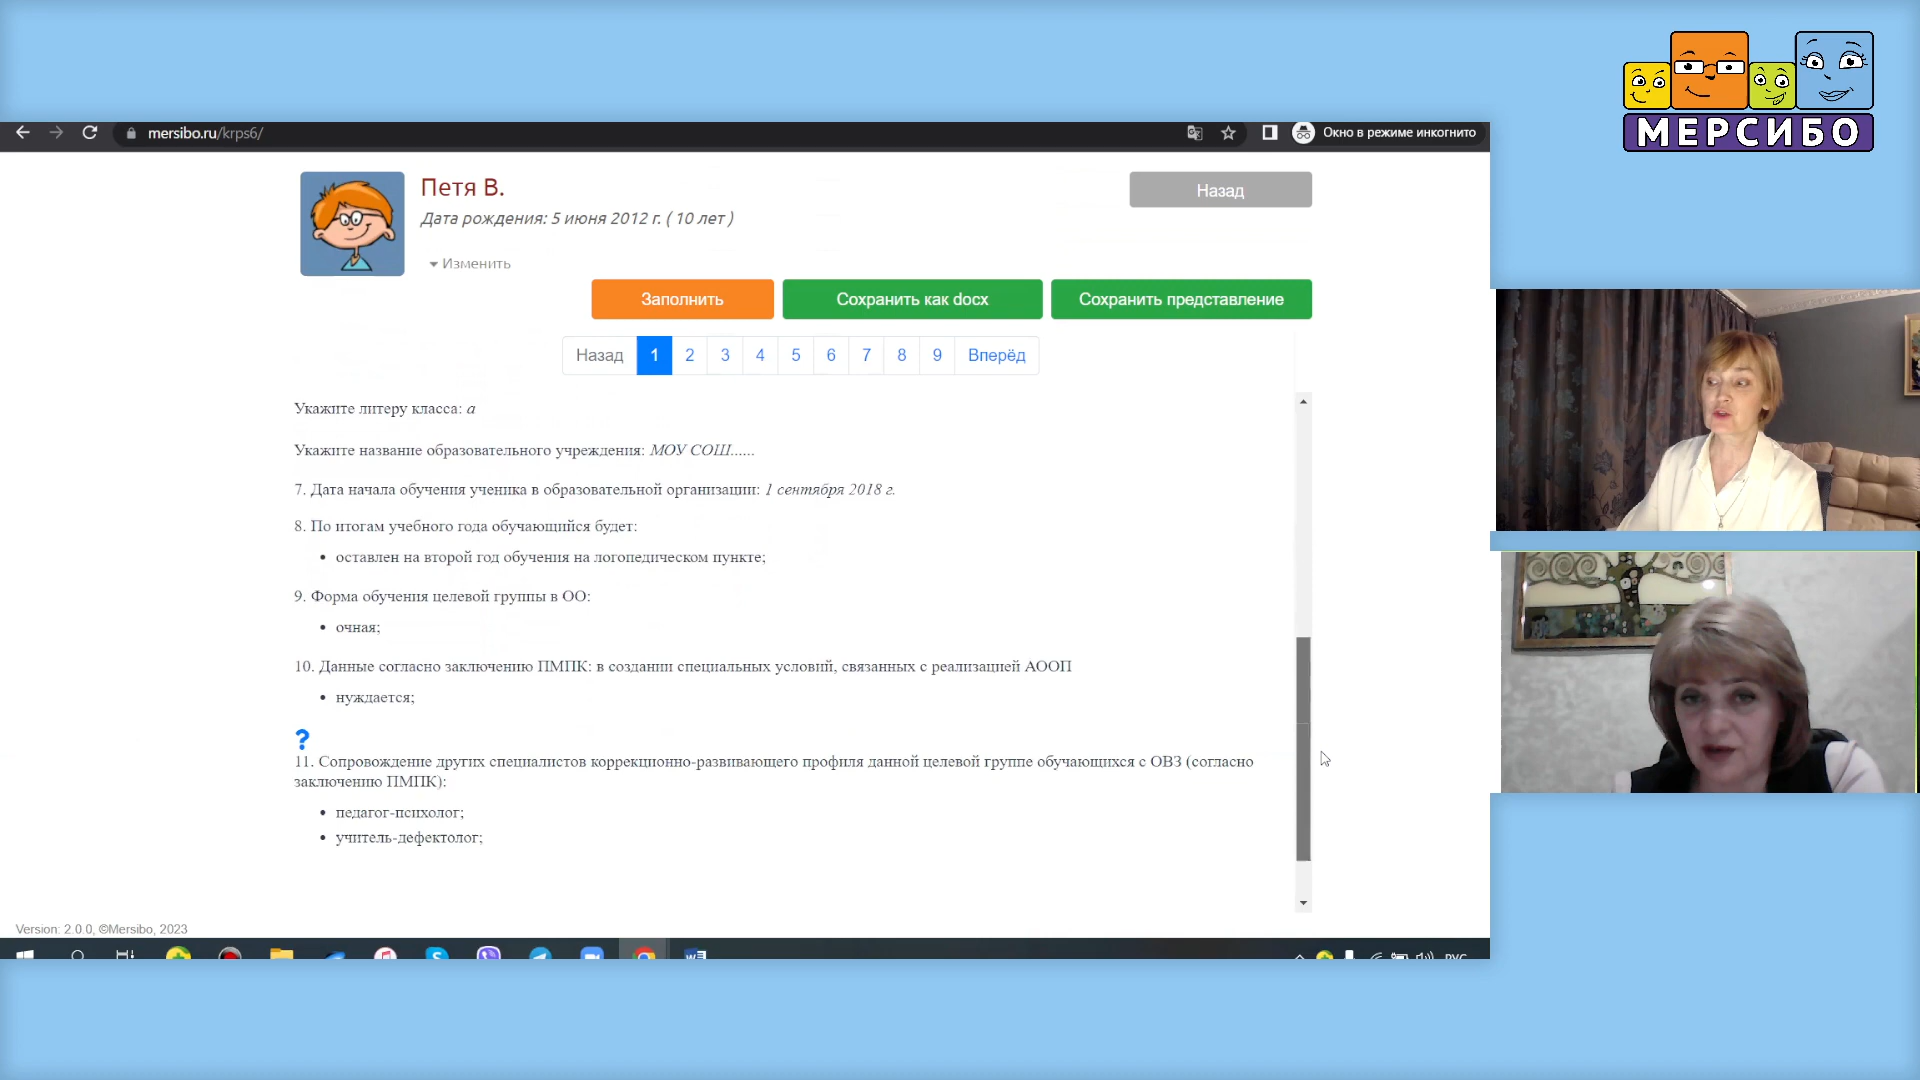 МЕРСИБО
mersibo.ru/krps6/
Окно в режиме инкогнито
Петя В.
Назад
Дата рождения: 5 июня 2012 г. ( 10 лет )
Изменить
Заполнить
Сохранить как docx
Сохранить представление
Назад 1 2 3 4 5 6 7 8 9 Вперёд
Укажите литеру класса: а
Укажите название образовательного учреждения: МОУ СОШ......
7. Дата начала обучения ученика в образовательной организации: 1 сентября 2018 г.
8. По итогам учебного года обучающийся будет:
• оставлен на второй год обучения на логопедическом пункте;
9. Форма обучения целевой группы в ОО:
• очная;
10. Данные согласно заключению ПМПК: в создании специальных условий, связанных с реализацией АООП
• нуждается;
?
11. Сопровождение других специалистов коррекционно-развивающего профиля данной целевой группе обучающихся с ОВЗ (согласно
заключению ПМПК):
• педагог-психолог;
• учитель-дефектолог;
Version: 2.0.0, ©Mersibo, 2023
РУС